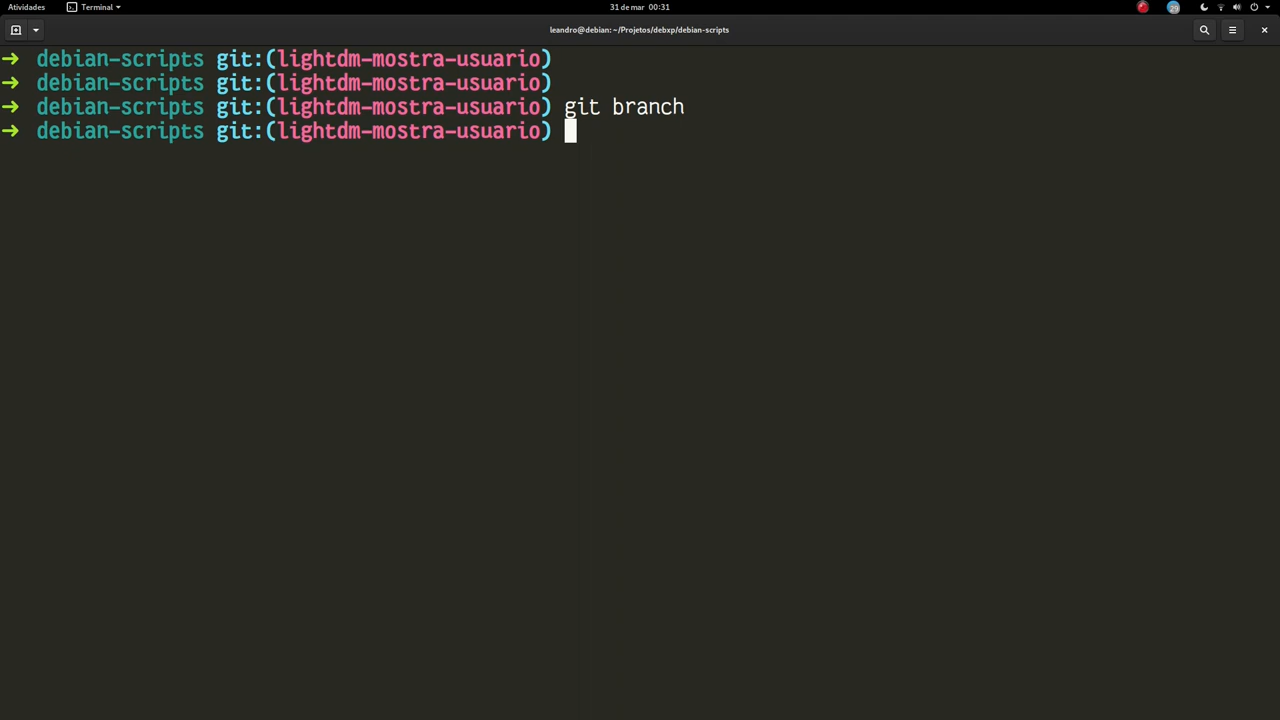 Atividades Terminal 31 de mar 00:31 29
leandro@debian:~/Projetos/debxp/debian-scripts
➜ debian-scripts git:(lightdm-mostra-usuario)
➜ debian-scripts git:(lightdm-mostra-usuario)
➜ debian-scripts git:(lightdm-mostra-usuario) git branch
➜ debian-scripts git:(lightdm-mostra-usuario)